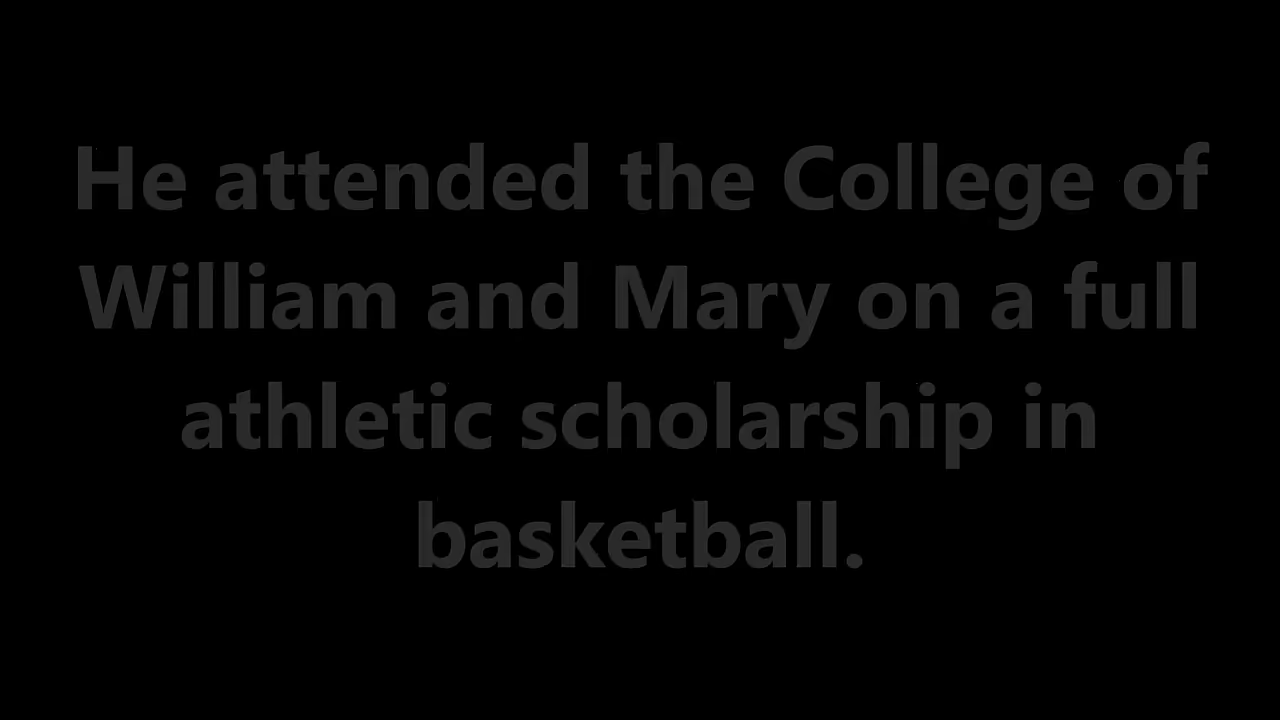 He attended the College of
William and Mary on a full
athletic scholarship in
basketball.